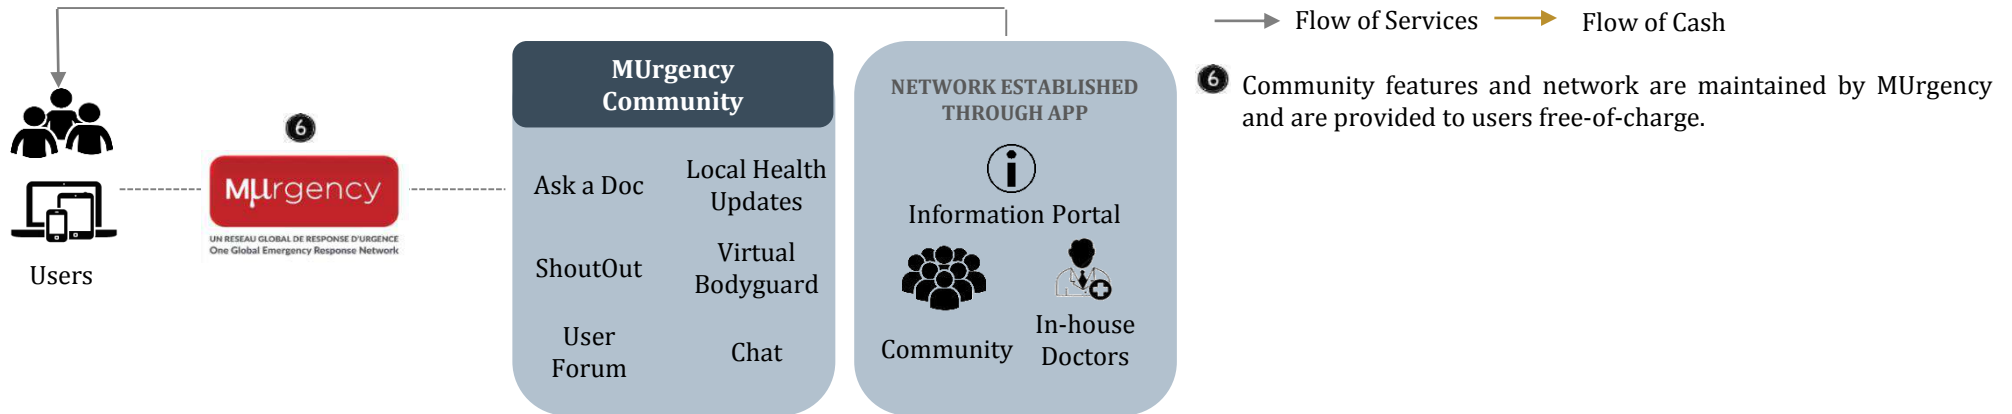 Flow of Services
Flow of Cash
6 Community features and network are maintained by MUrgency
and are provided to users free-of-charge.
Users
6
MUrgency
UN RESEAU GLOBAL DE RESPONSE D'URGENCE
One Global Emergency Response Network
MUrgency
Community
Ask a Doc
Local Health
Updates
ShoutOut
Virtual
Bodyguard
User
Forum
Chat
NETWORK ESTABLISHED
THROUGH APP
i
Information Portal
Community
In-house
Doctors